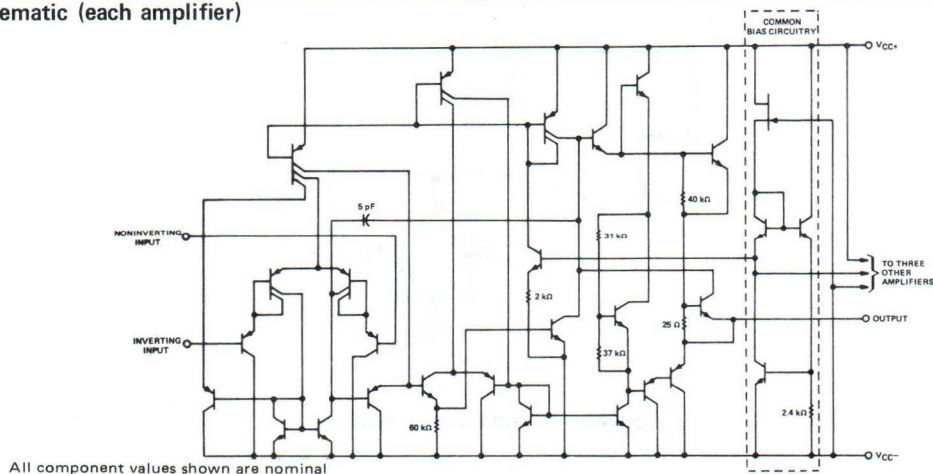 ematic (each amplifier)
COMMON
BIAS CIRCUITRY
VCC+
5 pF
40 kΩ
NONINVERTING
INPUT
31 kΩ
TO THREE
OTHER
AMPLIFIERS
2 kΩ
OUTPUT
25 Ω
INVERTING
INPUT
37 kΩ
60 kΩ
2.4 kΩ
VCC−
All component values shown are nominal